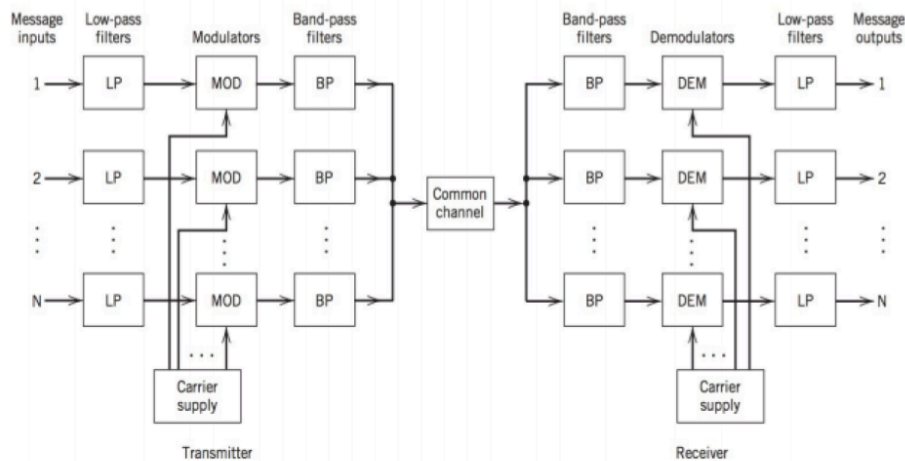 Message inputs
Low-pass filters
Modulators
Band-pass filters
Band-pass filters
Demodulators
Low-pass filters
Message outputs
1 LP MOD BP BP DEM LP 1
2 LP MOD BP Common channel BP DEM LP 2
N LP MOD BP BP DEM LP N
Carrier supply
Carrier supply
Transmitter
Receiver